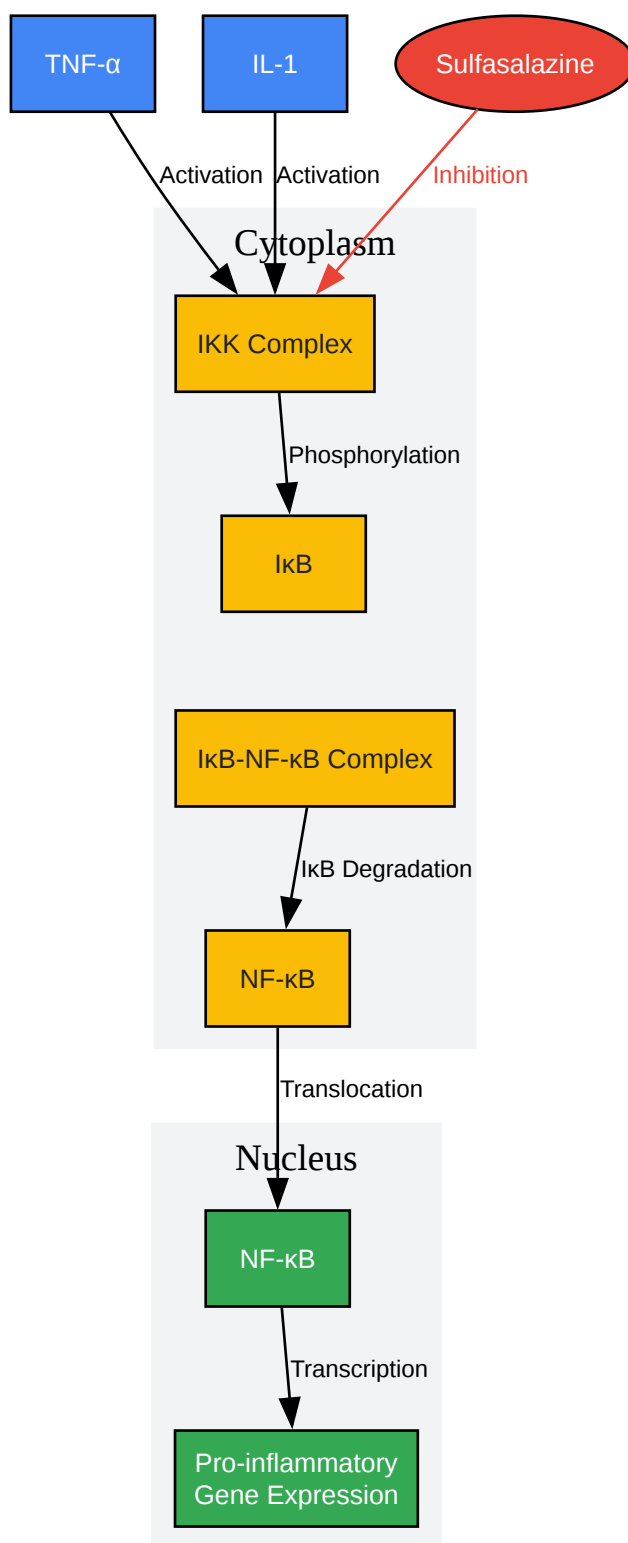 TNF-α
IL-1
Sulfasalazine
Activation
Activation
Inhibition
Cytoplasm
IKK Complex
Phosphorylation
IκB
IκB-NF-κB Complex
IκB Degradation
NF-κB
Translocation
Nucleus
NF-κB
Transcription
Pro-inflammatory
Gene Expression